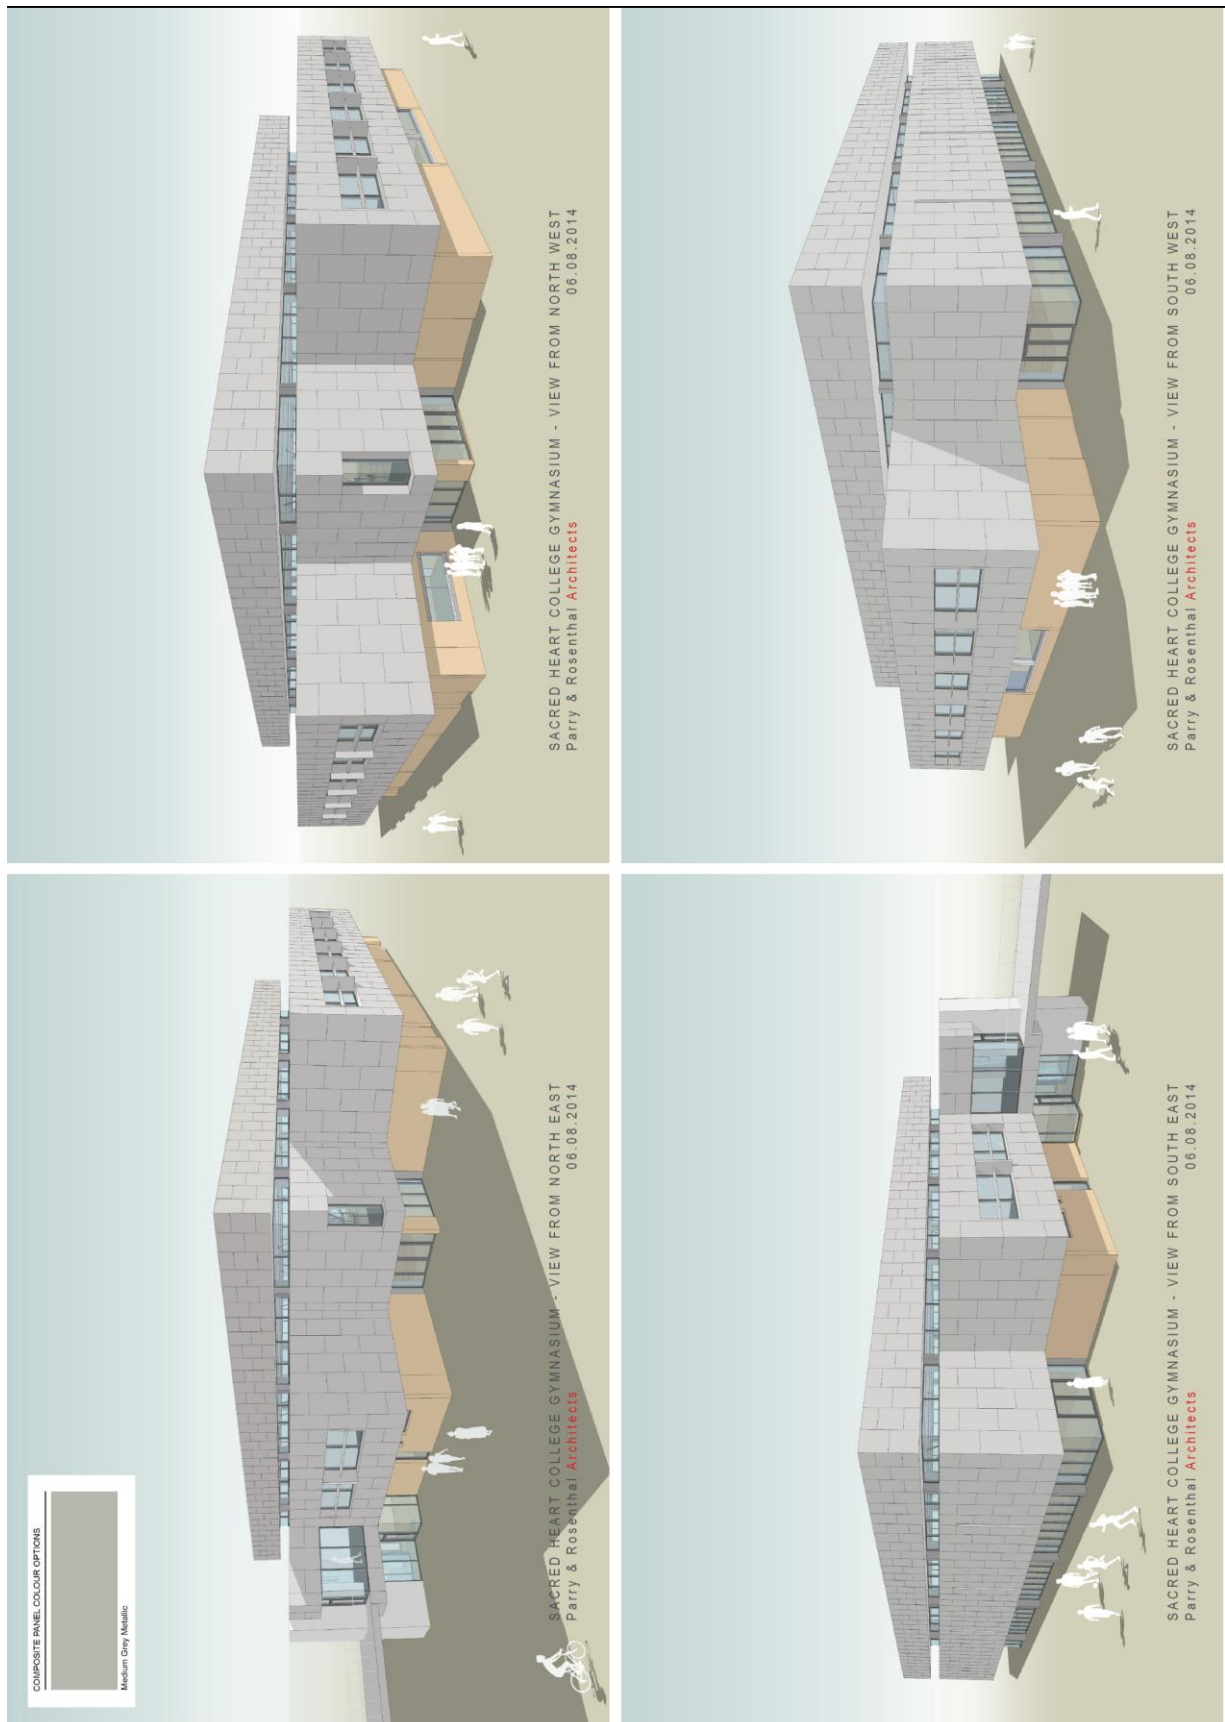 COMPOSITE PANEL COLOUR OPTIONS
Medium Grey Metallic
SACRED HEART COLLEGE GYMNASIUM - VIEW FROM NORTH EAST
Parry & Rosenthal Architects 06.08.2014
SACRED HEART COLLEGE GYMNASIUM - VIEW FROM NORTH WEST
Parry & Rosenthal Architects 06.08.2014
SACRED HEART COLLEGE GYMNASIUM - VIEW FROM SOUTH EAST
Parry & Rosenthal Architects 06.08.2014
SACRED HEART COLLEGE GYMNASIUM - VIEW FROM SOUTH WEST
Parry & Rosenthal Architects 06.08.2014